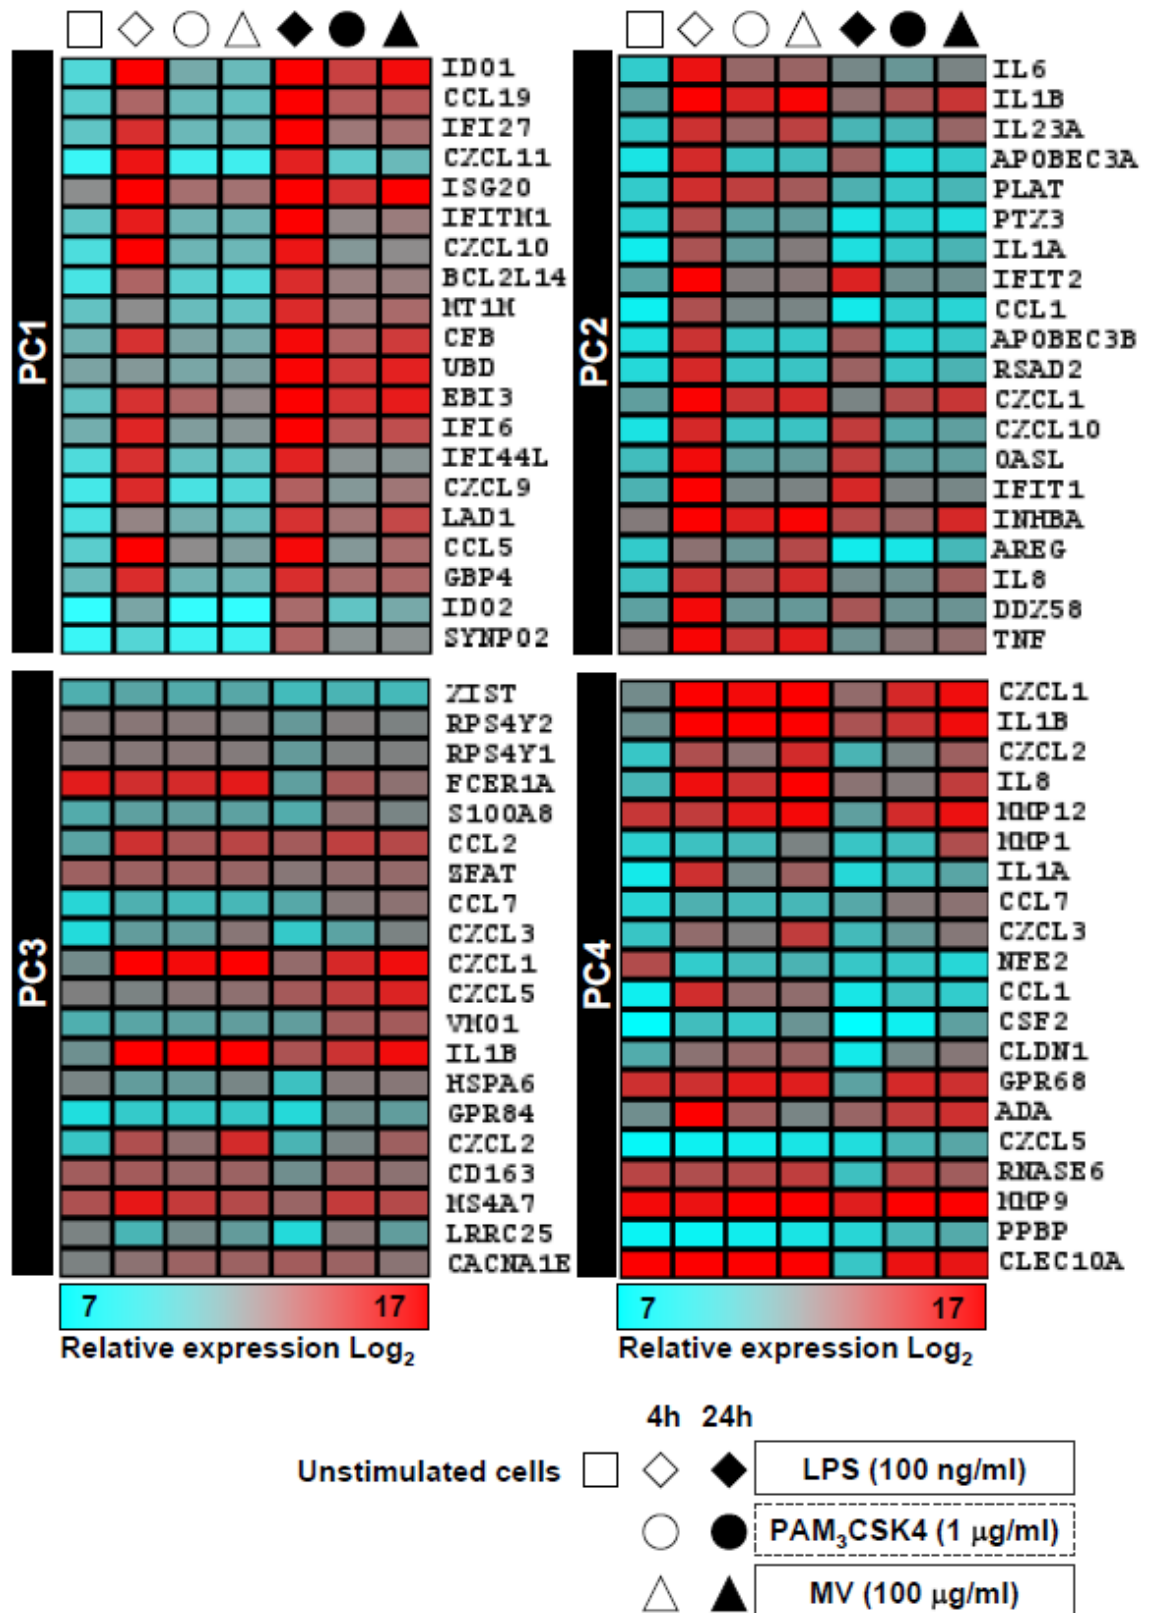 PC1
IDO1
CCL19
IFI27
CXCL11
ISG20
IFITM1
CXCL10
BCL2L14
MT1M
CFB
UBD
EBI3
IFI6
IFI44L
CXCL9
LAD1
CCL5
GBP4
IDO2
SYNPO2
PC2
IL6
IL1B
IL23A
APOBEC3A
PLAT
PTX3
IL1A
IFIT2
CCL1
APOBEC3B
RSAD2
CXCL1
CXCL10
OASL
IFIT1
INHBA
AREG
IL8
DDX58
TNF
PC3
XIST
RPS4Y2
RPS4Y1
FCER1A
S100A8
CCL2
ZFAT
CCL7
CXCL3
CXCL1
CXCL5
VMO1
IL1B
HSPA6
GPR84
CXCL2
CD163
MS4A7
LRRC25
CACNA1E
7 17
Relative expression Log2
PC4
CXCL1
IL1B
CXCL2
IL8
MMP12
MMP1
IL1A
CCL7
CXCL3
NFE2
CCL1
CSF2
CLDN1
GPR68
ADA
CXCL5
RNASE6
MMP9
PPBP
CLEC10A
7 17
Relative expression Log2
4h 24h
Unstimulated cells LPS (100 ng/ml)
PAM3CSK4 (1 µg/ml)
MV (100 µg/ml)